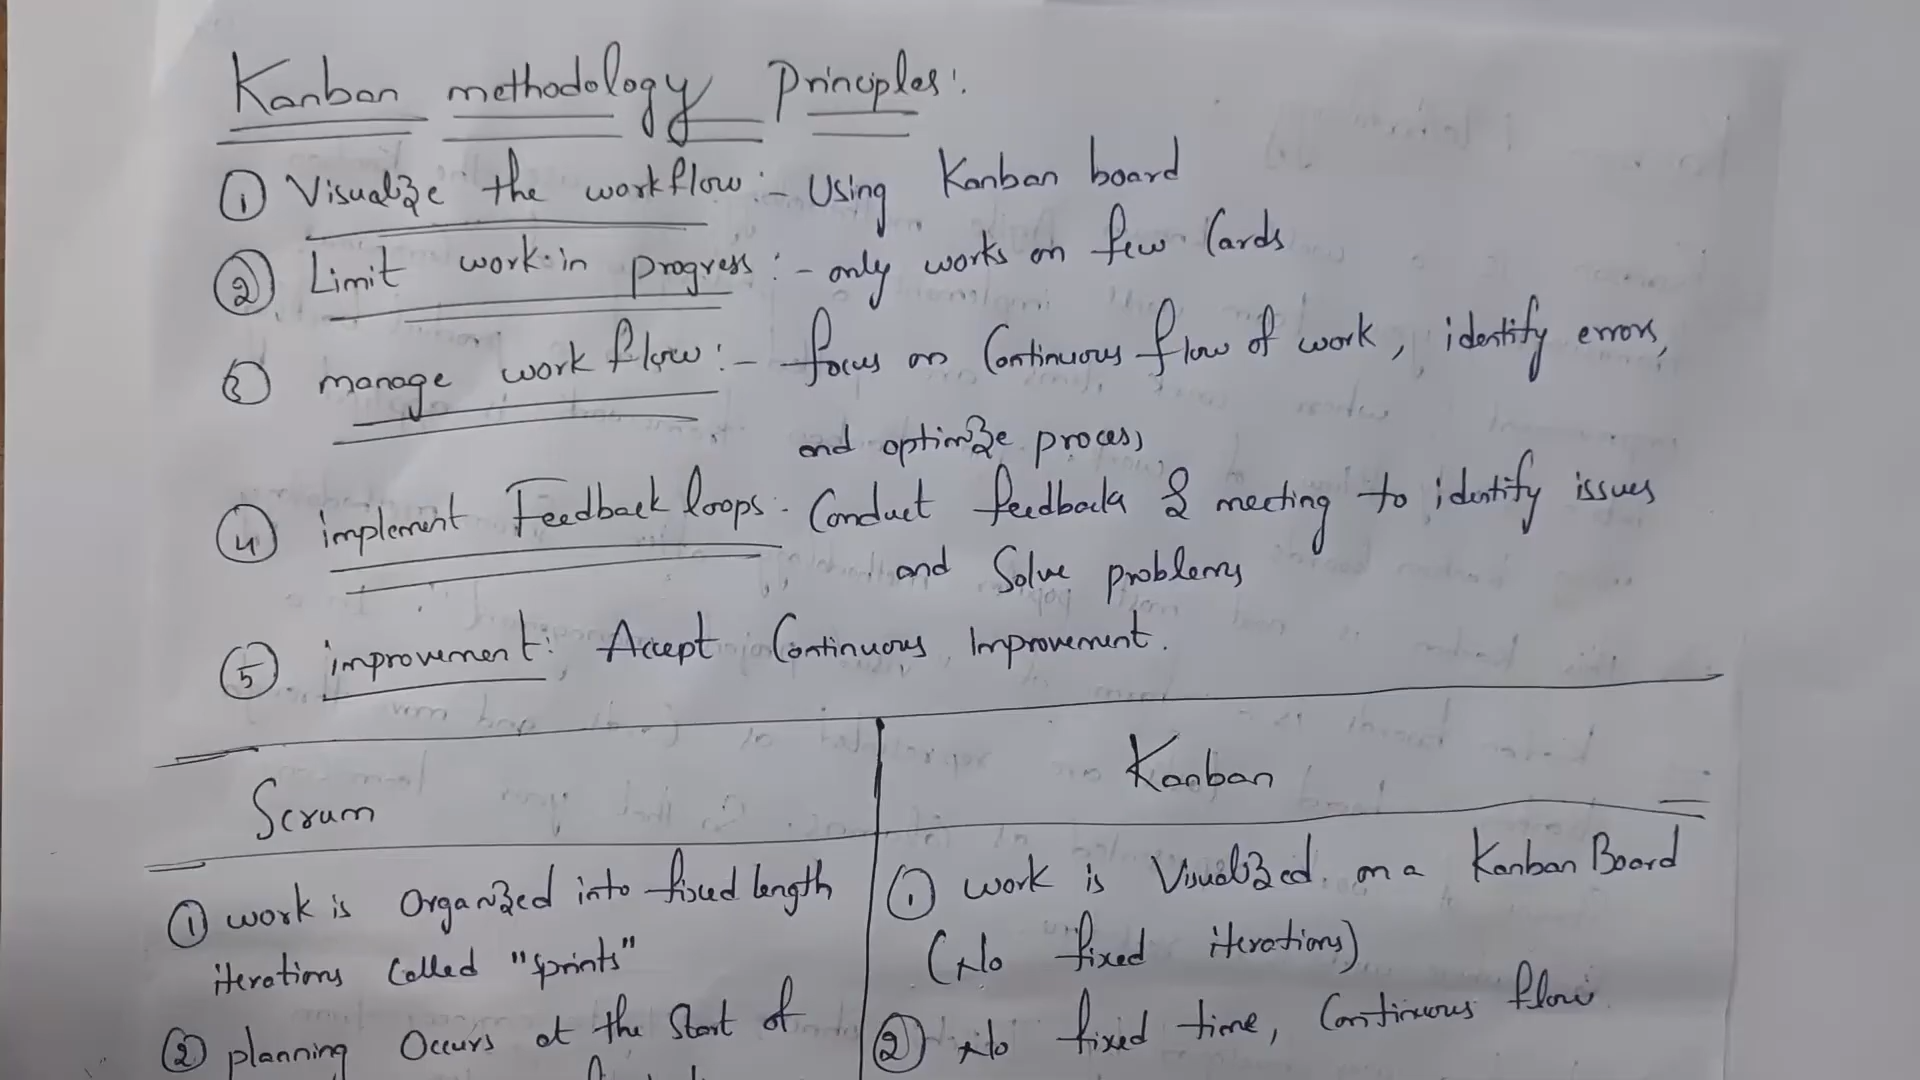 Kanban methodology Principles:
① Visualize the workflow :- Using Kanban board
② Limit work in progress :- only works on few Cards
③ manage work flow :- focus on Continuous flow of work, identify errors,
and optimize process
④ implement Feedback loops. Conduct feedback & meeting to identify issues
and Solve problems
⑤ improvement: Accept Continuous Improvement.
Scrum
Kanban
① work is Organized into fixed length
iterations Called "Sprints"
② planning Occurs at the Start of
① work is Visualized on a Kanban Board
(No fixed iterations)
② No fixed time, Continuous flow